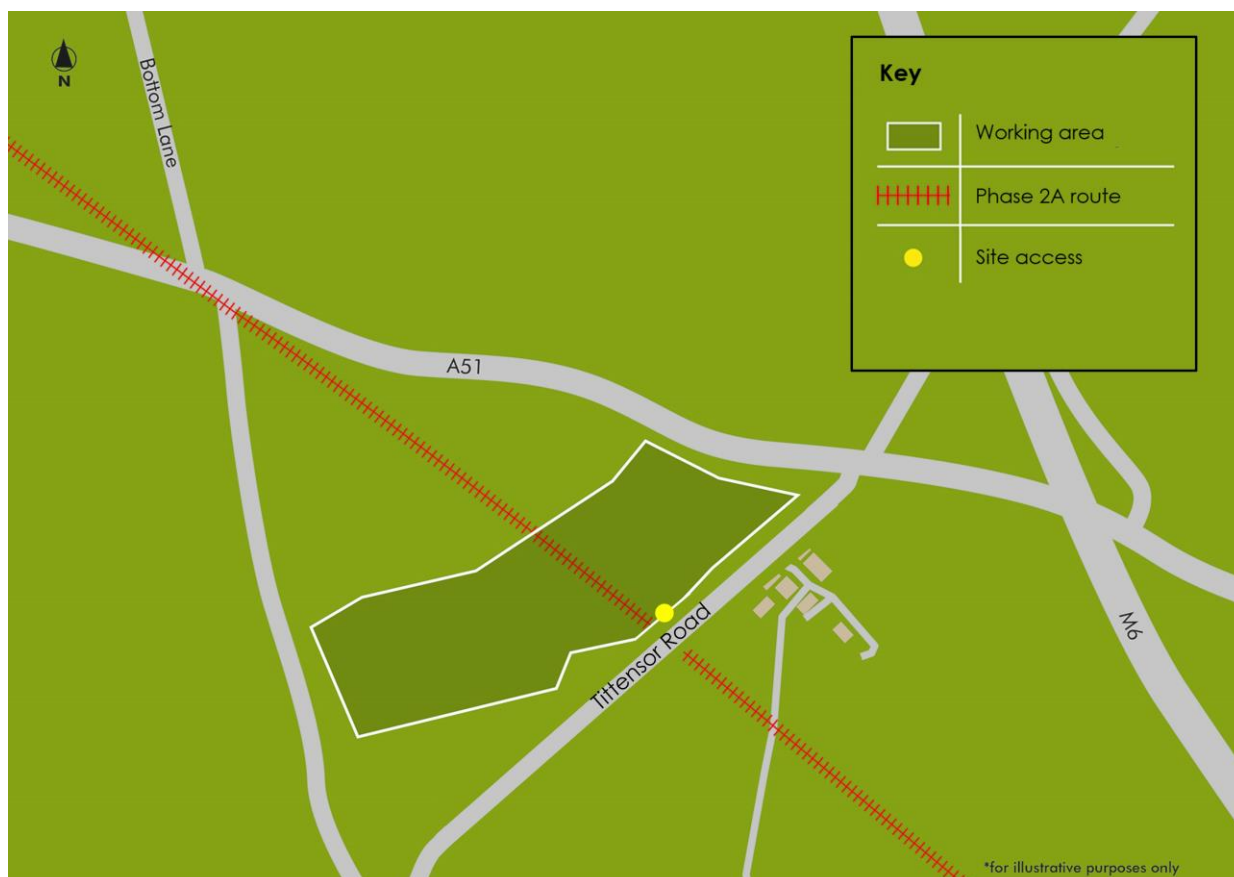 N
Bottom Lane
Key
Working area
Phase 2A route
Site access
A51
Tittensor Road
M6
*for illustrative purposes only